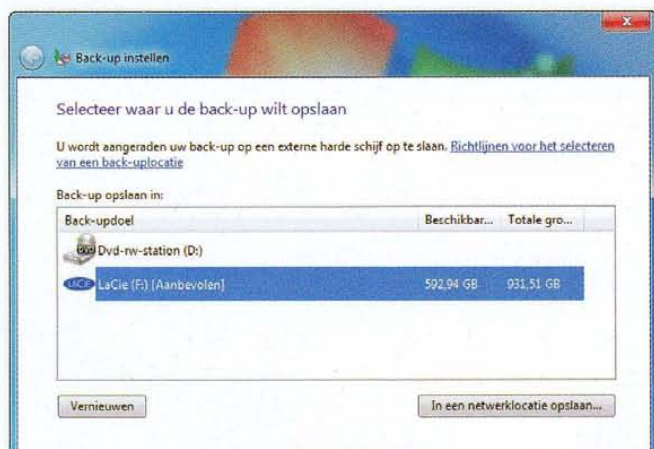 x
Back-up instellen
Selecteer waar u de back-up wilt opslaan
U wordt aangeraden uw back-up op een externe harde schijf op te slaan. Richtlijnen voor het selecteren
van een back-uplocatie
Back-up opslaan in:
Back-updoel Beschikbar... Totale gro...
DVD Dvd-rw-station (D:)
LACIE LaCie (F:) [Aanbevolen] 592,94 GB 931,51 GB
Vernieuwen In een netwerklocatie opslaan...